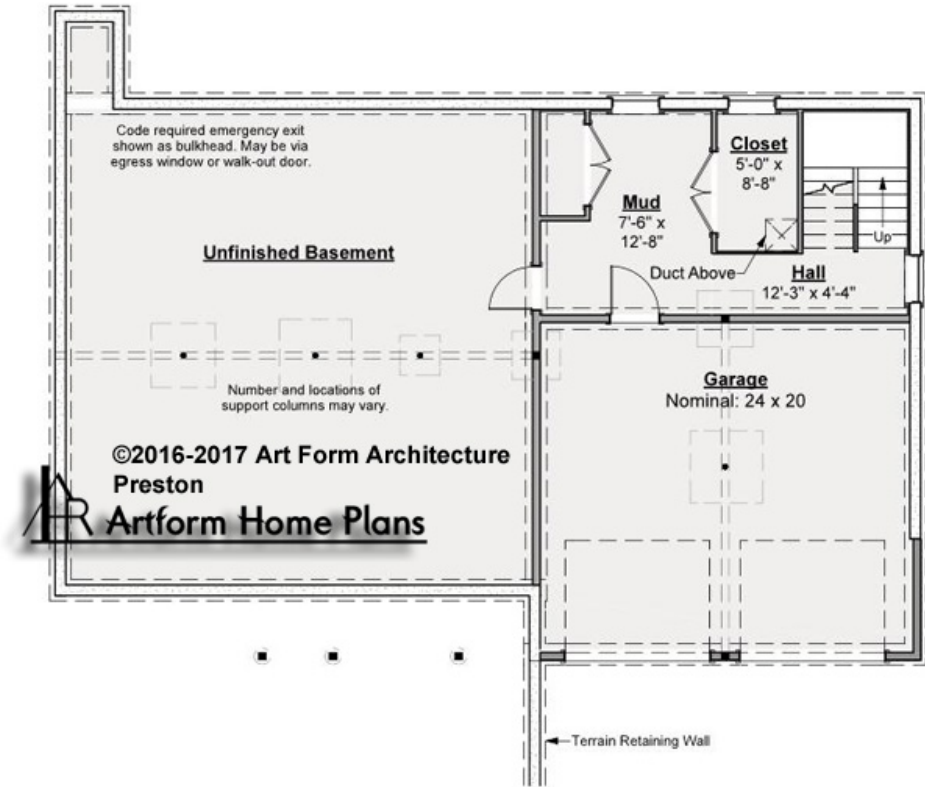 Code required emergency exit
shown as bulkhead. May be via
egress window or walk-out door.
Unfinished Basement
Closet
5'-0" x
8'-8"
Mud
7'-6" x
12'-8"
Up
Duct Above
Hall
12'-3" x 4'-4"
Number and locations of
support columns may vary.
Garage
Nominal: 24 x 20
©2016-2017 Art Form Architecture
Preston
AR Artform Home Plans
Terrain Retaining Wall